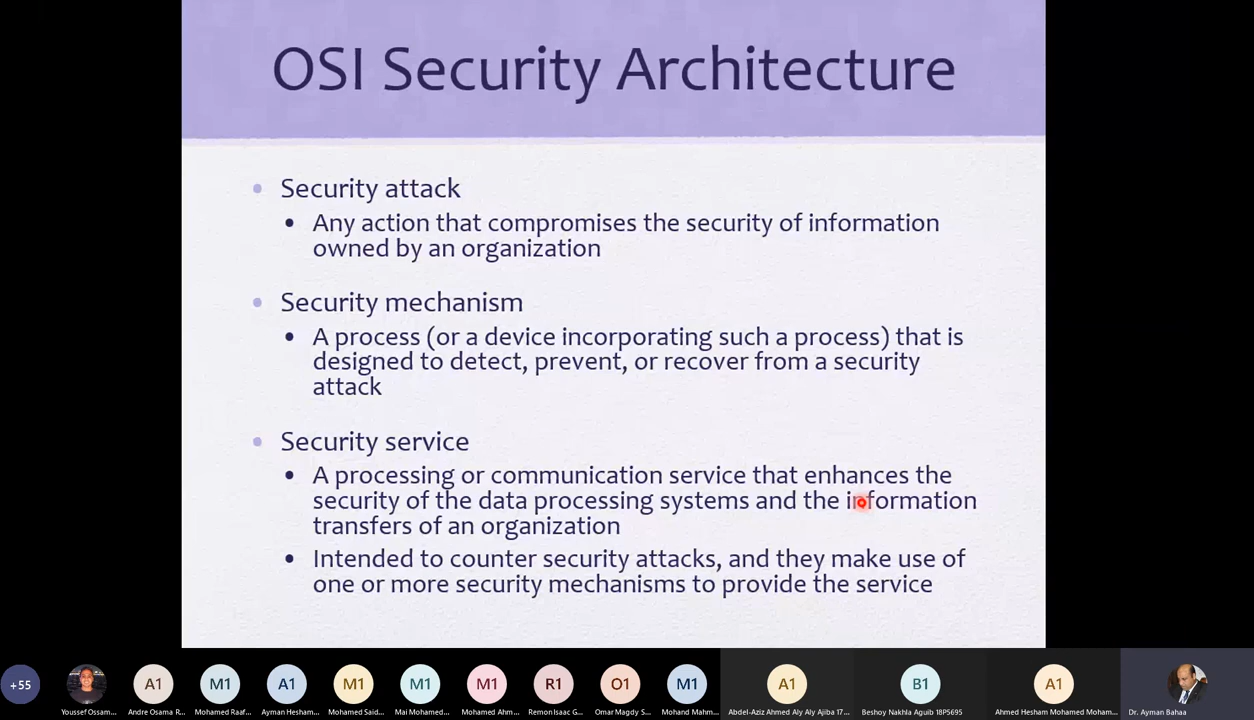 OSI Security Architecture
• Security attack
• Any action that compromises the security of information
owned by an organization
• Security mechanism
• A process (or a device incorporating such a process) that is
designed to detect, prevent, or recover from a security
attack
• Security service
• A processing or communication service that enhances the
security of the data processing systems and the information
transfers of an organization
• Intended to counter security attacks, and they make use of
one or more security mechanisms to provide the service
+55 A1 M1 A1 M1 M1 M1 R1 O1 M1 A1 B1 A1
Youssef Ossam... Andre Osama R... Mohamed Raaf... Ayman Hesham... Mohamed Said... Mai Mohamed... Mohamed Ahm... Remon Isaac G... Omar Magdy S... Mohand Mahm... Abdel-Aziz Ahmed Aly Aly Ajiba 17... Beshoy Nakhla Aguib 18P5695 Ahmed Hesham Mohamed Moham... Dr. Ayman Bahaa